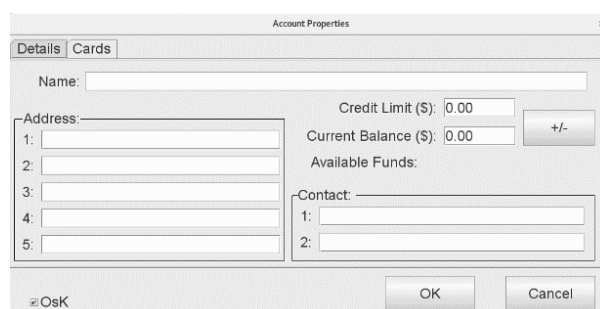 Account Properties
Details Cards
Name:
Address:
1:
2:
3:
4:
5:
Credit Limit ($): 0.00
Current Balance ($): 0.00
+/-
Available Funds:
Contact:
1:
2:
OsK
OK
Cancel